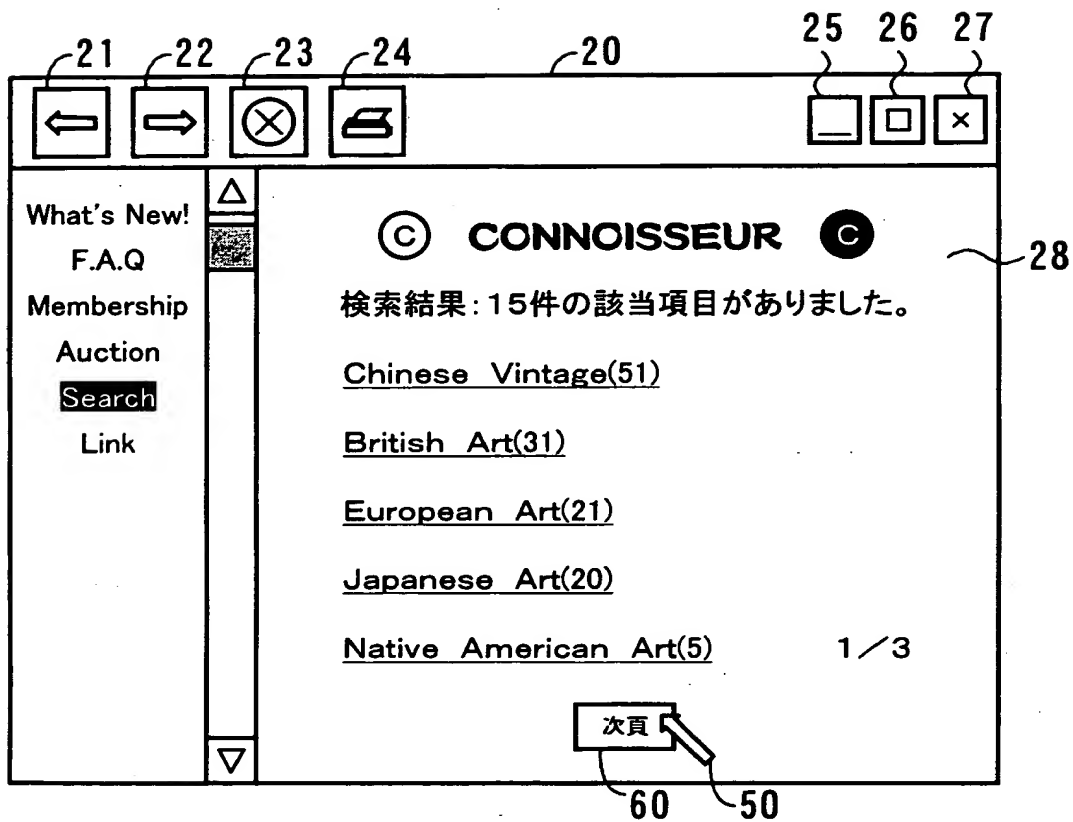 21 22 23 24 20 25 26 27
What's New!
F.A.Q
Membership
Auction
Search
Link
© CONNOISSEUR C
28
検索結果:15件の該当項目がありました。
Chinese Vintage(51)
British Art(31)
European Art(21)
Japanese Art(20)
Native American Art(5) 1/3
次頁
60 50